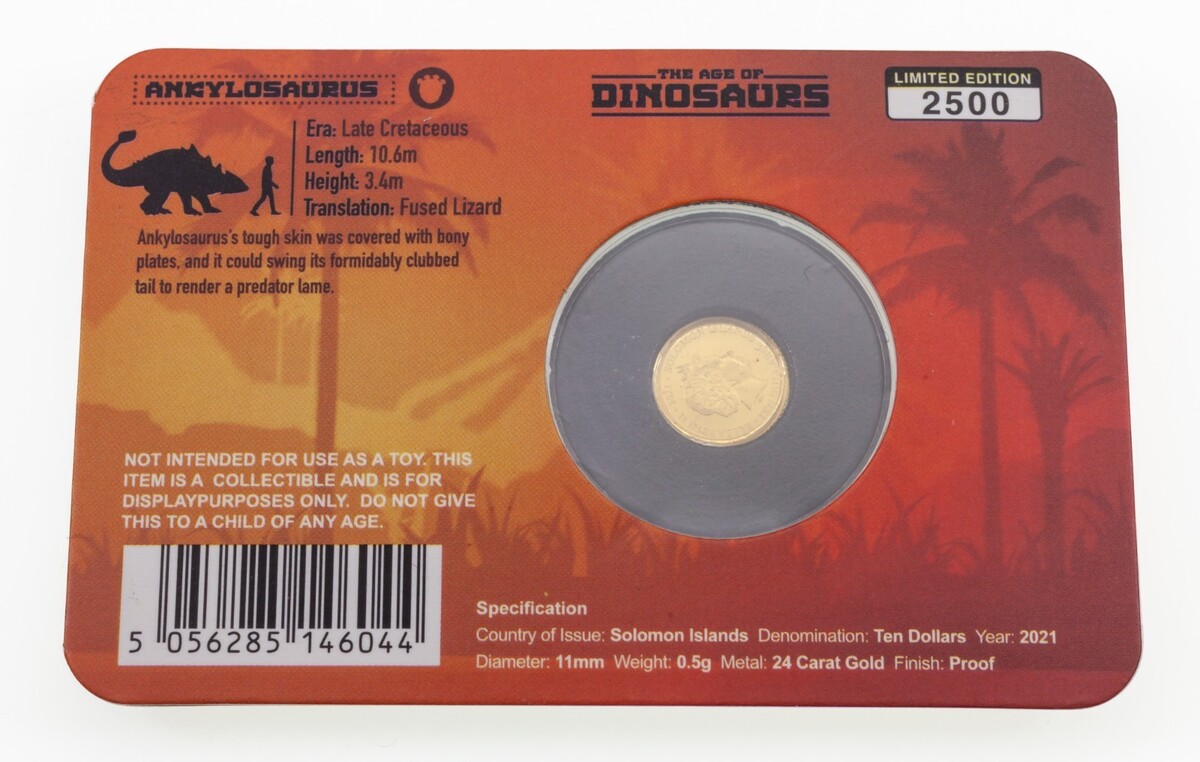 ANKYLOSAURUS
Era: Late Cretaceous
Length: 10.6m
Height: 3.4m
Translation: Fused Lizard
Ankylosaurus's tough skin was covered with bony
plates, and it could swing its formidably clubbed
tail to render a predator lame.
THE AGE OF
DINOSAURS
LIMITED EDITION
2500
NOT INTENDED FOR USE AS A TOY. THIS
ITEM IS A COLLECTIBLE AND IS FOR
DISPLAYPURPOSES ONLY. DO NOT GIVE
THIS TO A CHILD OF ANY AGE.
5 056285 146044
Specification
Country of Issue: Solomon Islands Denomination: Ten Dollars Year: 2021
Diameter: 11mm Weight: 0.5g Metal: 24 Carat Gold Finish: Proof